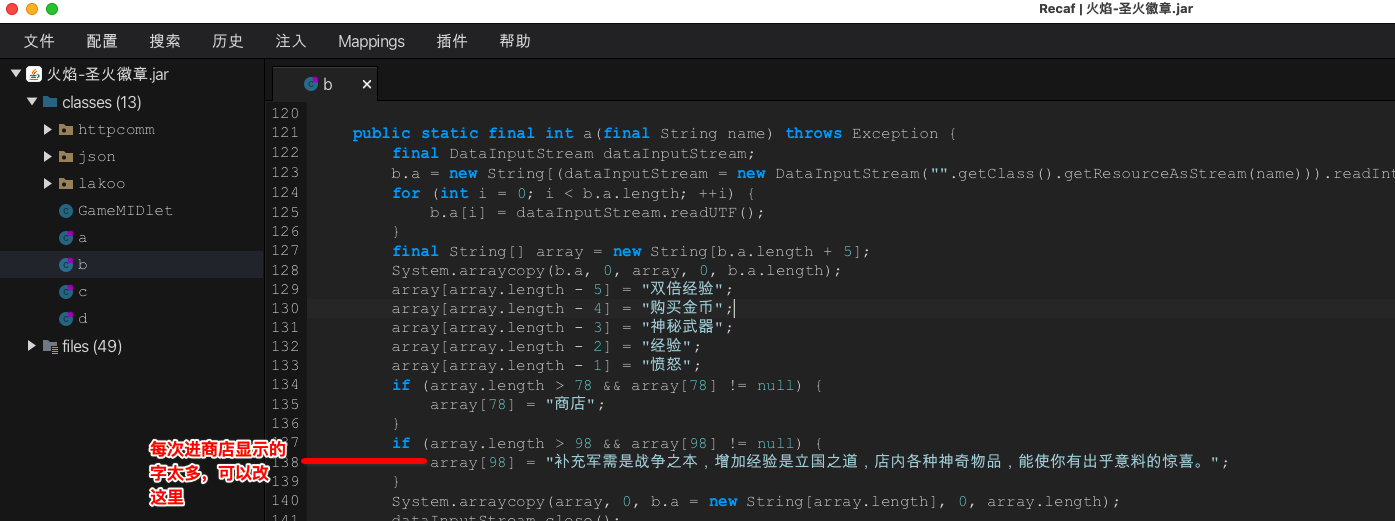 Recaf | 火焰-圣火徽章.jar
文件 配置 搜索 历史 注入 Mappings 插件 帮助
火焰-圣火徽章.jar
classes (13)
httpcomm
json
lakoo
GameMIDlet
a
b
c
d
files (49)
b ×
120
121 public static final int a(final String name) throws Exception {
122 final DataInputStream dataInputStream;
123 b.a = new String[(dataInputStream = new DataInputStream("".getClass().getResourceAsStream(name))).readInt
124 for (int i = 0; i < b.a.length; ++i) {
125 b.a[i] = dataInputStream.readUTF();
126 }
127 final String[] array = new String[b.a.length + 5];
128 System.arraycopy(b.a, 0, array, 0, b.a.length);
129 array[array.length - 5] = "双倍经验";
130 array[array.length - 4] = "购买金币";
131 array[array.length - 3] = "神秘武器";
132 array[array.length - 2] = "经验";
133 array[array.length - 1] = "愤怒";
134 if (array.length > 78 && array[78] != null) {
135 array[78] = "商店";
136 }
137 if (array.length > 98 && array[98] != null) {
138 array[98] = "补充军需是战争之本，增加经验是立国之道，店内各种神奇物品，能使你有出乎意料的惊喜。";
139 }
140 System.arraycopy(array, 0, b.a = new String[array.length], 0, array.length);
141 dataInputStream.close();
每次进商店显示的
字太多，可以改
这里